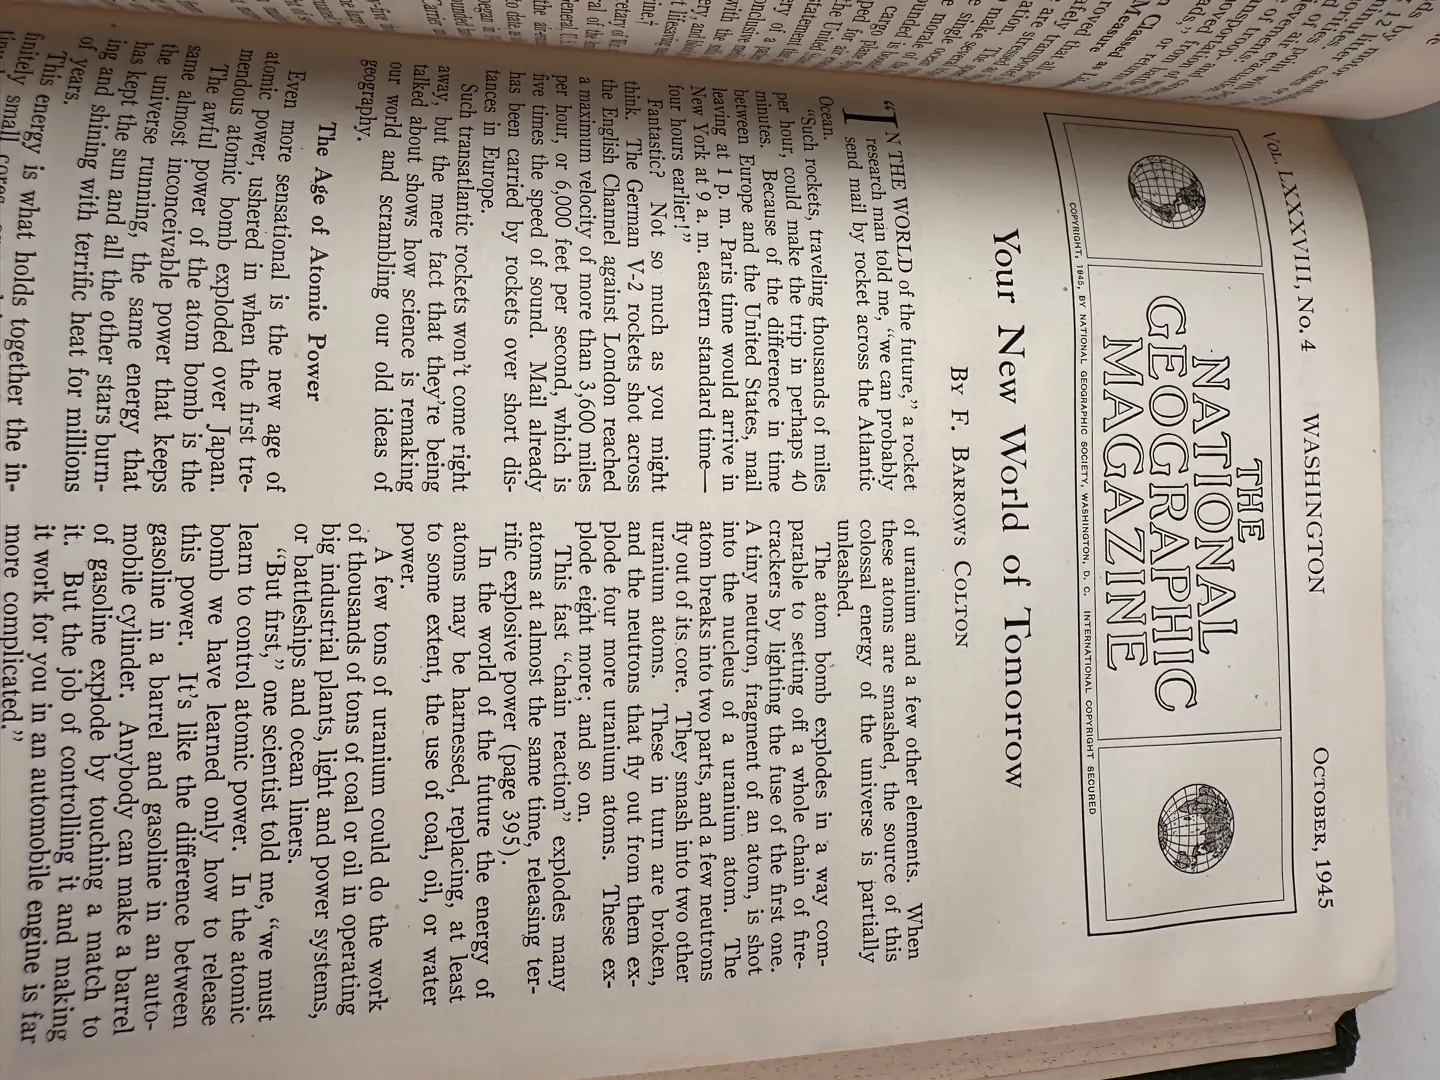 Vol. LXXXVIII, No. 4
WASHINGTON
October, 1945
THE
NATIONAL
GEOGRAPHIC
MAGAZINE
COPYRIGHT, 1945, BY NATIONAL GEOGRAPHIC SOCIETY, WASHINGTON, D. C. INTERNATIONAL COPYRIGHT SECURED
Your New World of Tomorrow
By F. Barrows Colton
“IN THE WORLD of the future,” a rocket
research man told me, “we can probably
send mail by rocket across the Atlantic
Ocean.
“Such rockets, traveling thousands of miles
per hour, could make the trip in perhaps 40
minutes. Because of the difference in time
between Europe and the United States, mail
leaving at 1 p. m. Paris time would arrive in
New York at 9 a. m. eastern standard time—
four hours earlier!”
Fantastic? Not so much as you might
think. The German V-2 rockets shot across
the English Channel against London reached
a maximum velocity of more than 3,600 miles
per hour, or 6,000 feet per second, which is
five times the speed of sound. Mail already
has been carried by rockets over short dis-
tances in Europe.
Such transatlantic rockets won’t come right
away, but the mere fact that they’re being
talked about shows how science is remaking
our world and scrambling our old ideas of
geography.
The Age of Atomic Power
Even more sensational is the new age of
atomic power, ushered in when the first tre-
mendous atomic bomb exploded over Japan.
The awful power of the atom bomb is the
same almost inconceivable power that keeps
the universe running, the same energy that
has kept the sun and all the other stars burn-
ing and shining with terrific heat for millions
of years.
This energy is what holds together the in-
finitely small cores
of uranium and a few other elements. When
these atoms are smashed, the source of this
colossal energy of the universe is partially
unleashed.
The atom bomb explodes in a way com-
parable to setting off a whole chain of fire-
crackers by lighting the fuse of the first one.
A tiny neutron, fragment of an atom, is shot
into the nucleus of a uranium atom. The
atom breaks into two parts, and a few neutrons
fly out of its core. They smash into two other
uranium atoms. These in turn are broken,
and the neutrons that fly out from them ex-
plode four more uranium atoms. These ex-
plode eight more; and so on.
This fast “chain reaction” explodes many
atoms at almost the same time, releasing ter-
rific explosive power (page 395).
In the world of the future the energy of
atoms may be harnessed, replacing, at least
to some extent, the use of coal, oil, or water
power.
A few tons of uranium could do the work
of thousands of tons of coal or oil in operating
big industrial plants, light and power systems,
or battleships and ocean liners.
“But first,” one scientist told me, “we must
learn to control atomic power. In the atomic
bomb we have learned only how to release
this power. It’s like the difference between
gasoline in a barrel and gasoline in an auto-
mobile cylinder. Anybody can make a barrel
of gasoline explode by touching a match to
it. But the job of controlling it and making
it work for you in an automobile engine is far
more complicated.”